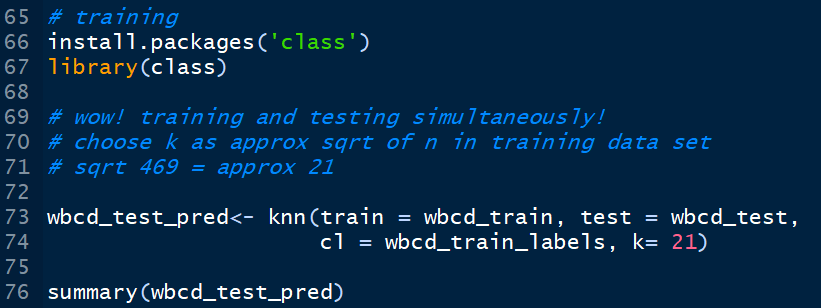 65 # training
66 install.packages('class')
67 library(class)
68
69 # wow! training and testing simultaneously!
70 # choose k as approx sqrt of n in training data set
71 # sqrt 469 = approx 21
72
73 wbcd_test_pred<- knn(train = wbcd_train, test = wbcd_test,
74                      cl = wbcd_train_labels, k= 21)
75
76 summary(wbcd_test_pred)